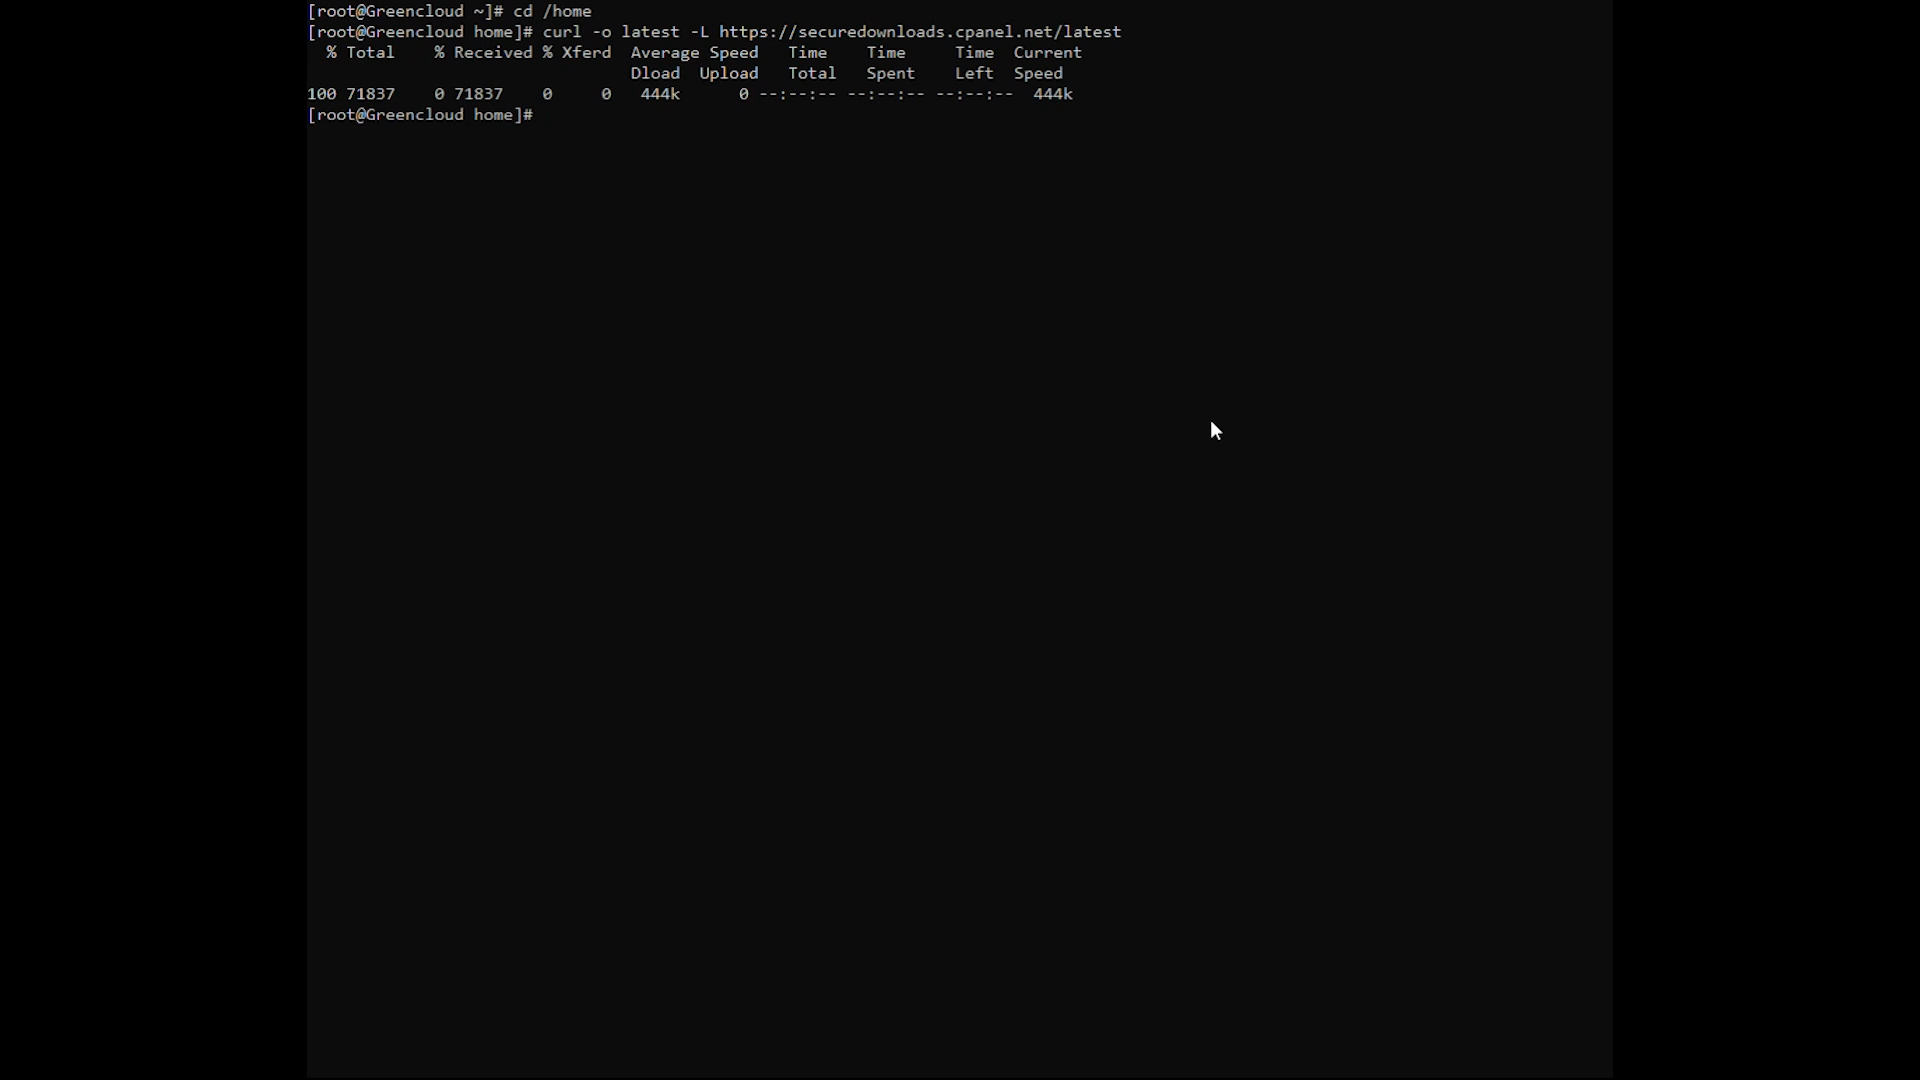 [root@Greencloud ~]# cd /home
[root@Greencloud home]# curl -o latest -L https://securedownloads.cpanel.net/latest
  % Total    % Received % Xferd  Average Speed   Time    Time     Time  Current
                                 Dload  Upload   Total   Spent    Left  Speed
100 71837    0 71837    0     0   444k      0 --:--:-- --:--:-- --:--:--  444k
[root@Greencloud home]#